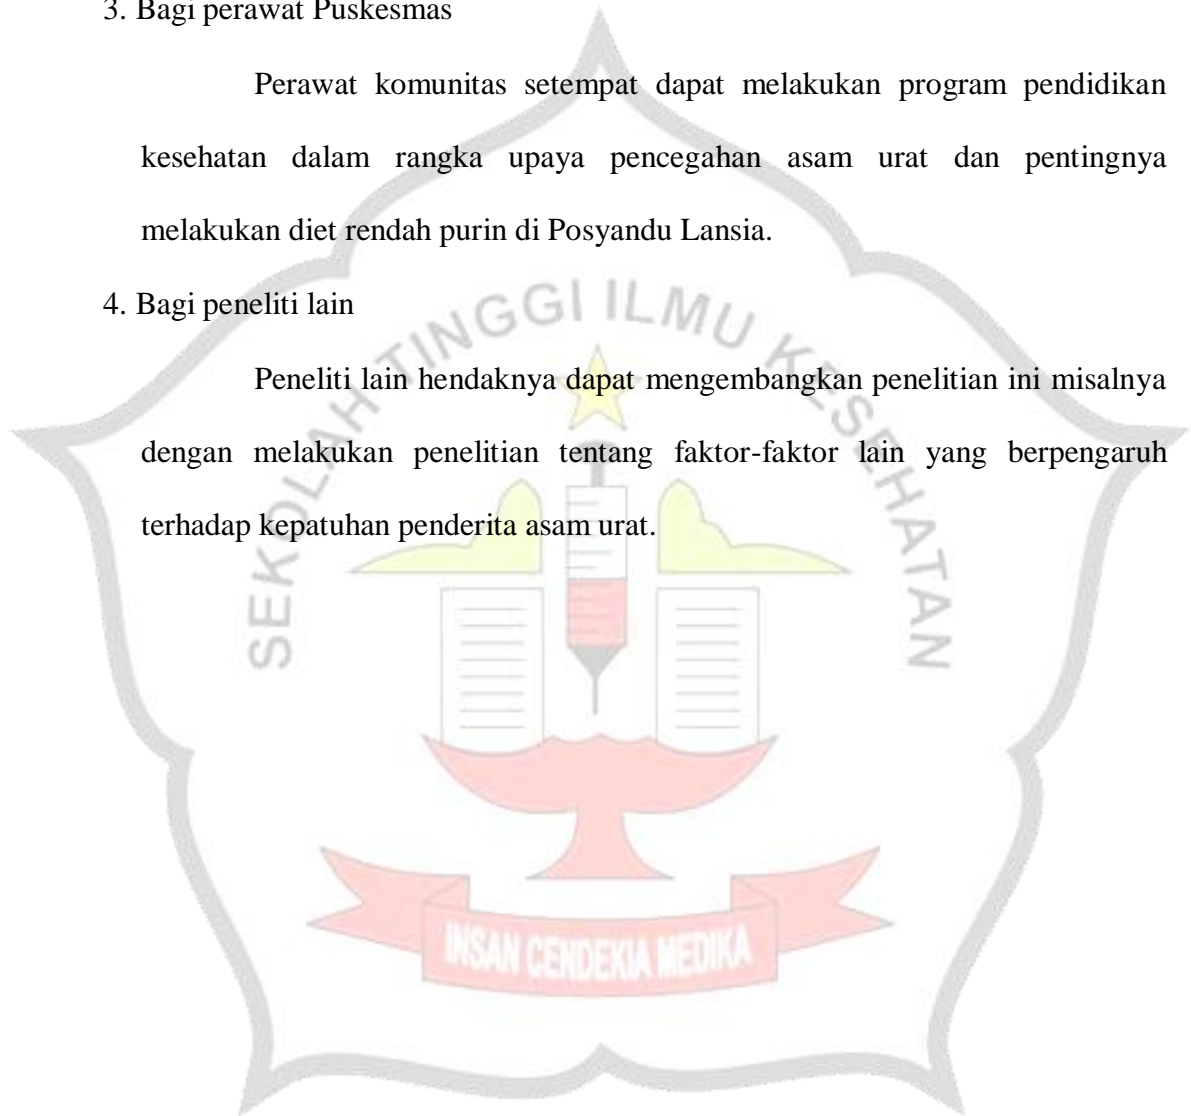 3. Bagi perawat Puskesmas
Perawat komunitas setempat dapat melakukan program pendidikan
kesehatan dalam rangka upaya pencegahan asam urat dan pentingnya
melakukan diet rendah purin di Posyandu Lansia.
4. Bagi peneliti lain
Peneliti lain hendaknya dapat mengembangkan penelitian ini misalnya
dengan melakukan penelitian tentang faktor-faktor lain yang berpengaruh
terhadap kepatuhan penderita asam urat.
SEKOLAH TINGGI ILMU KESEHATAN
INSAN CENDEKIA MEDIKA